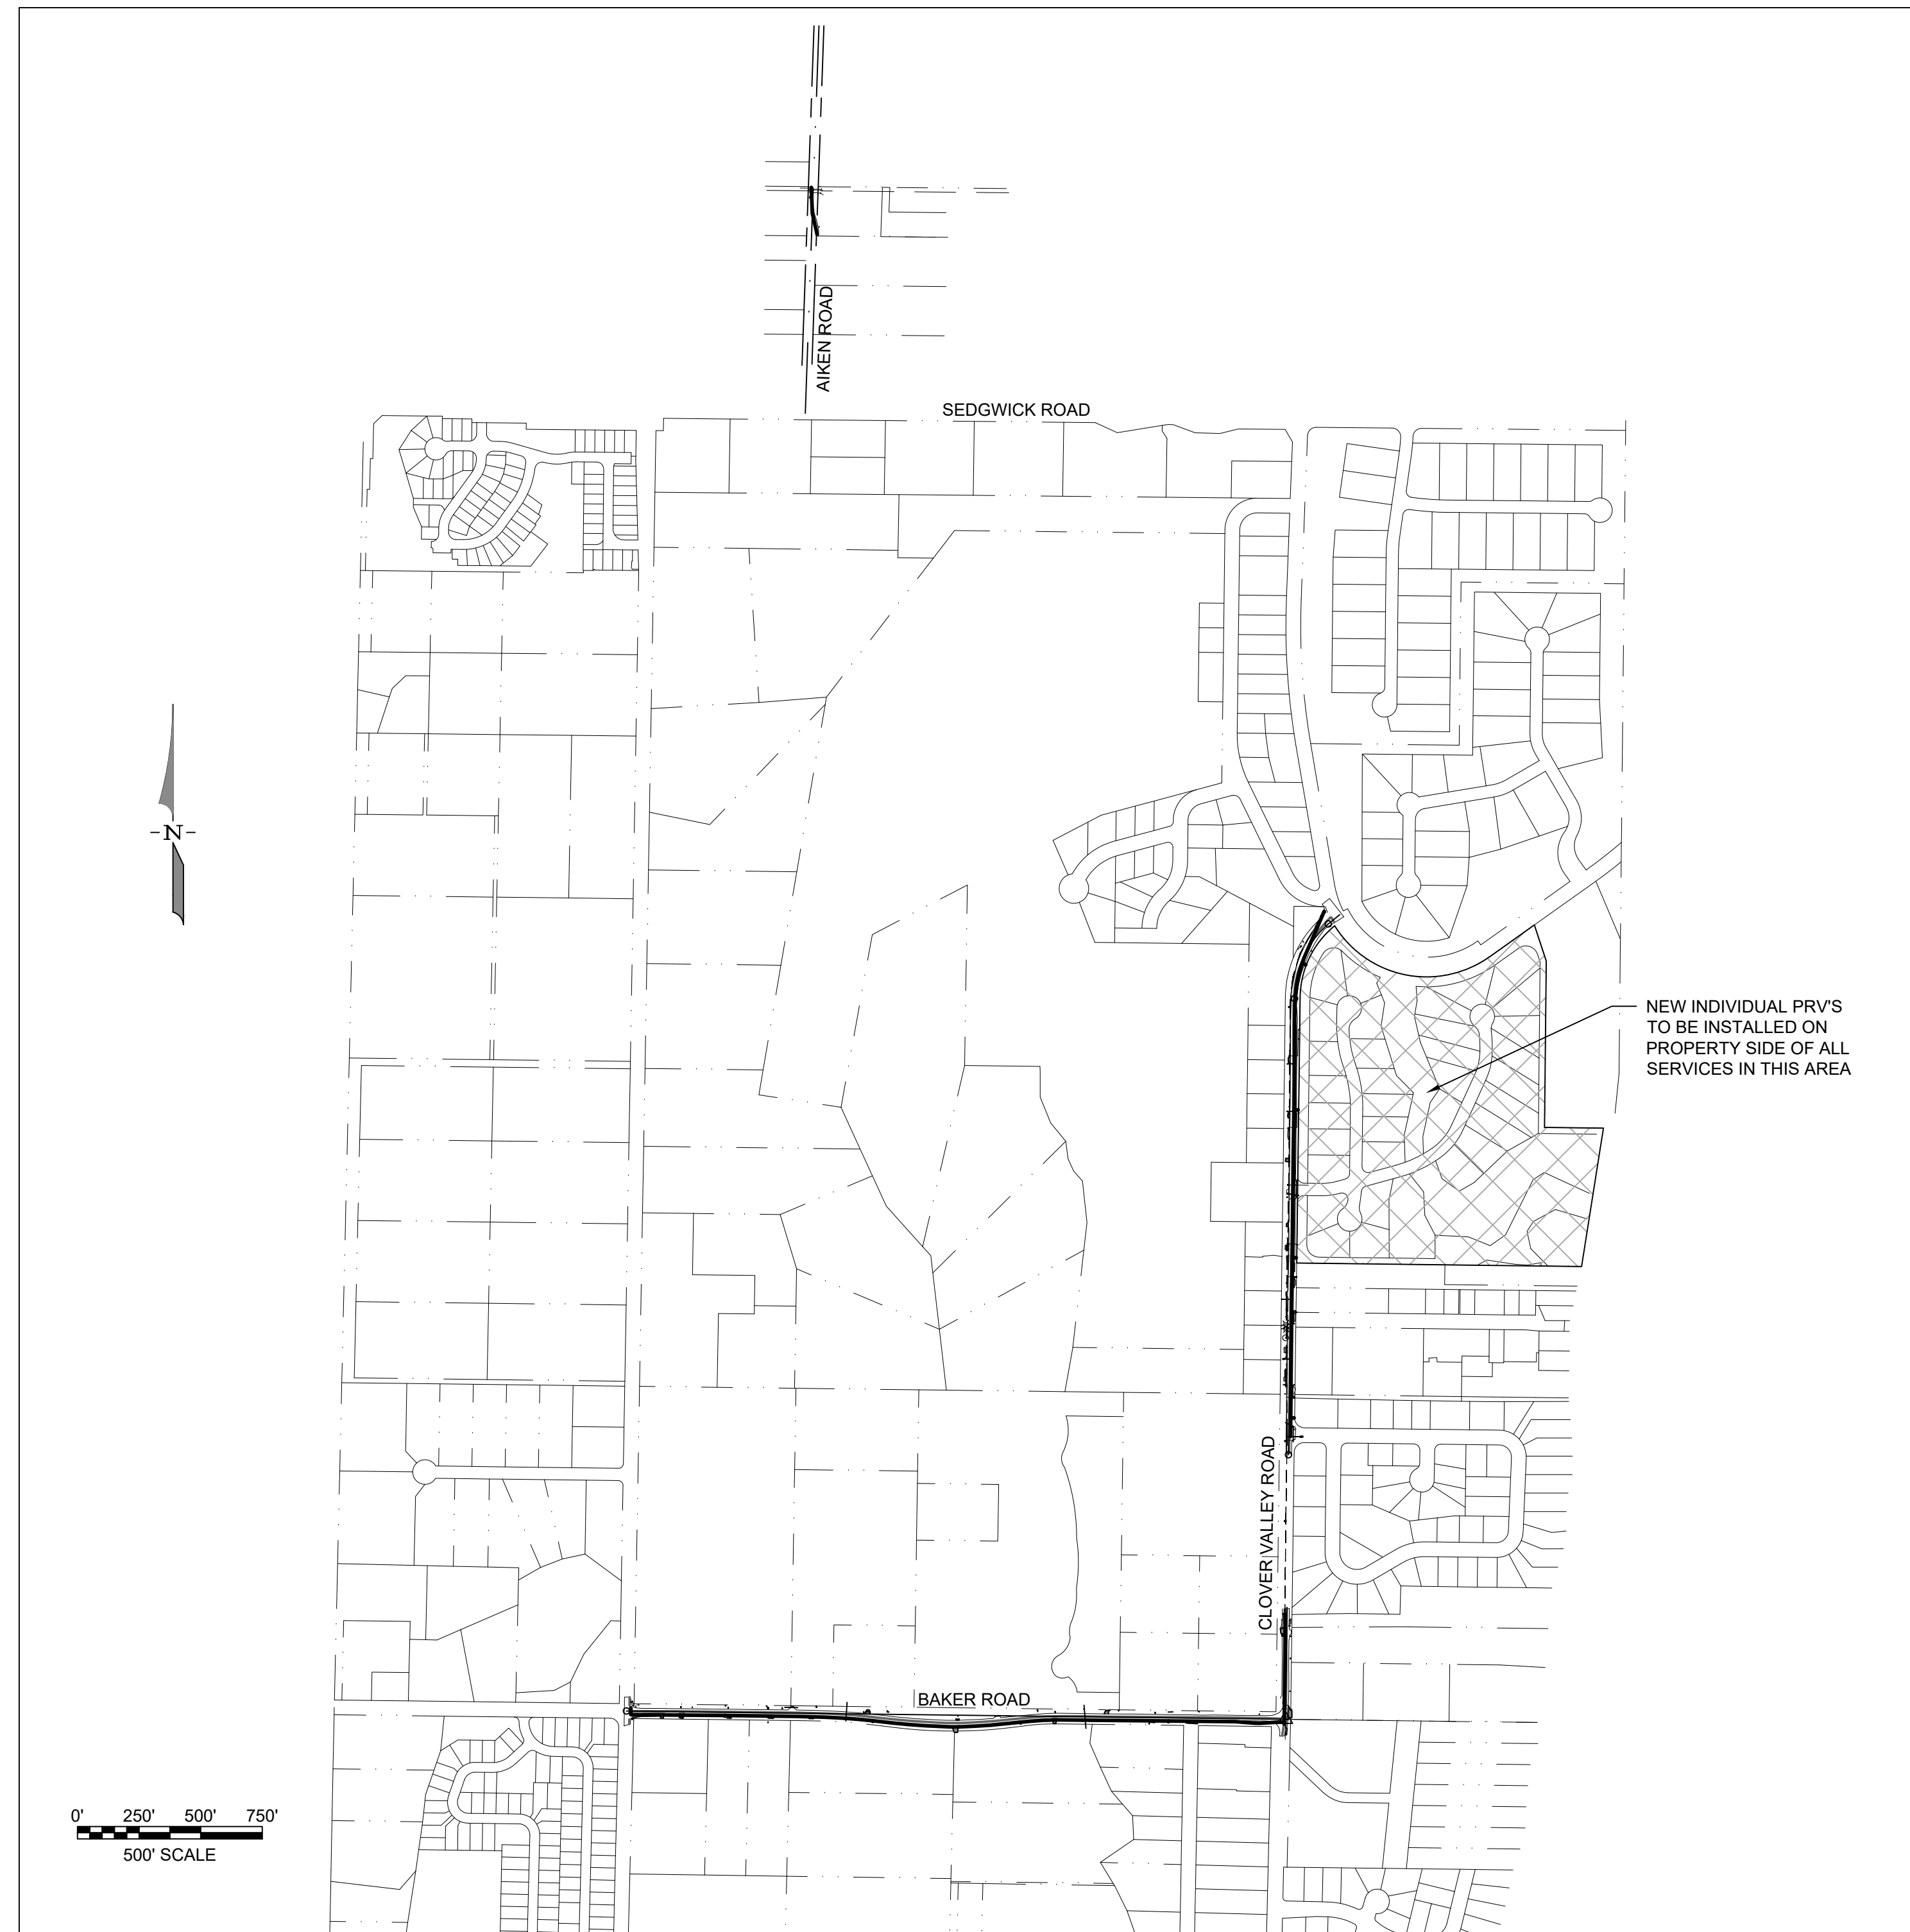 AIKEN ROAD
SEDGWICK ROAD
-N-
NEW INDIVIDUAL PRV'S
TO BE INSTALLED ON
PROPERTY SIDE OF ALL
SERVICES IN THIS AREA
CLOVER VALLEY ROAD
BAKER ROAD
0' 250' 500' 750'
500' SCALE